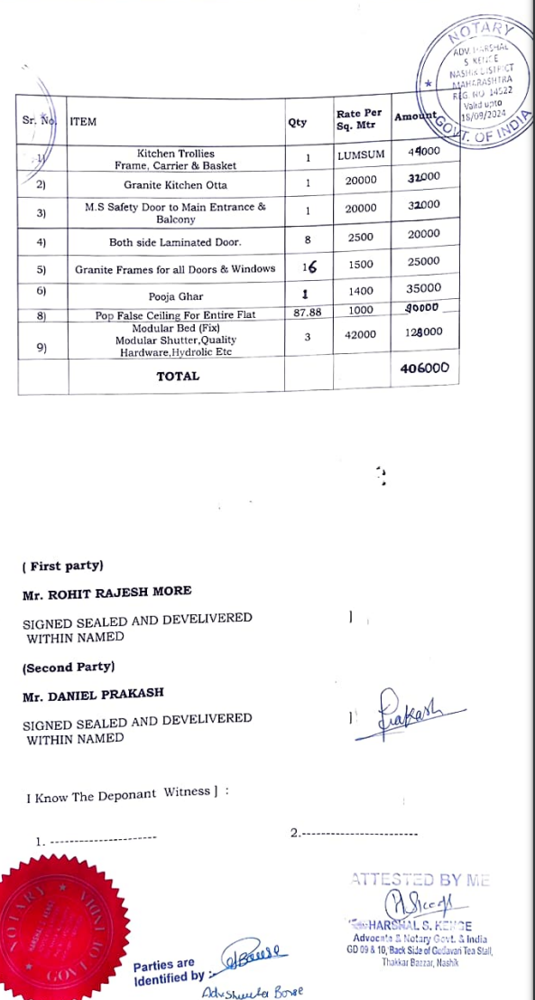 NOTARY
ADV. HARSHAL
S. KENGE
NASHIK DISTRICT
MAHARASHTRA
REG. NO 14522
Valid upto
18/09/2024
GOVT. OF INDIA
Sr. No. ITEM Qty Rate Per Sq. Mtr Amount
1) Kitchen Trollies Frame, Carrier & Basket 1 LUMSUM 44000
2) Granite Kitchen Otta 1 20000 32000
3) M.S Safety Door to Main Entrance & Balcony 1 20000 32000
4) Both side Laminated Door. 8 2500 20000
5) Granite Frames for all Doors & Windows 16 1500 25000
6) Pooja Ghar 1 1400 35000
8) Pop False Ceiling For Entire Flat 87.88 1000 90000
9) Modular Bed (Fix) Modular Shutter,Quality Hardware,Hydrolic Etc 3 42000 128000
TOTAL 406000
( First party)
Mr. ROHIT RAJESH MORE
SIGNED SEALED AND DEVELIVERED ]
WITHIN NAMED
(Second Party)
Mr. DANIEL PRAKASH
SIGNED SEALED AND DEVELIVERED ] Prakash
WITHIN NAMED
I Know The Deponant Witness ] :
1. ---------------------- 2.------------------------
NOTARY
GOVT. OF INDIA
ATTESTED BY ME
HARSHAL S. KENGE
Advocate & Notary Govt. & India
GD 09 & 10, Back Side of Godavari Tea Stall,
Thakkar Bazzar, Nashik
Parties are
Identified by :-
Adv Shweta Borse